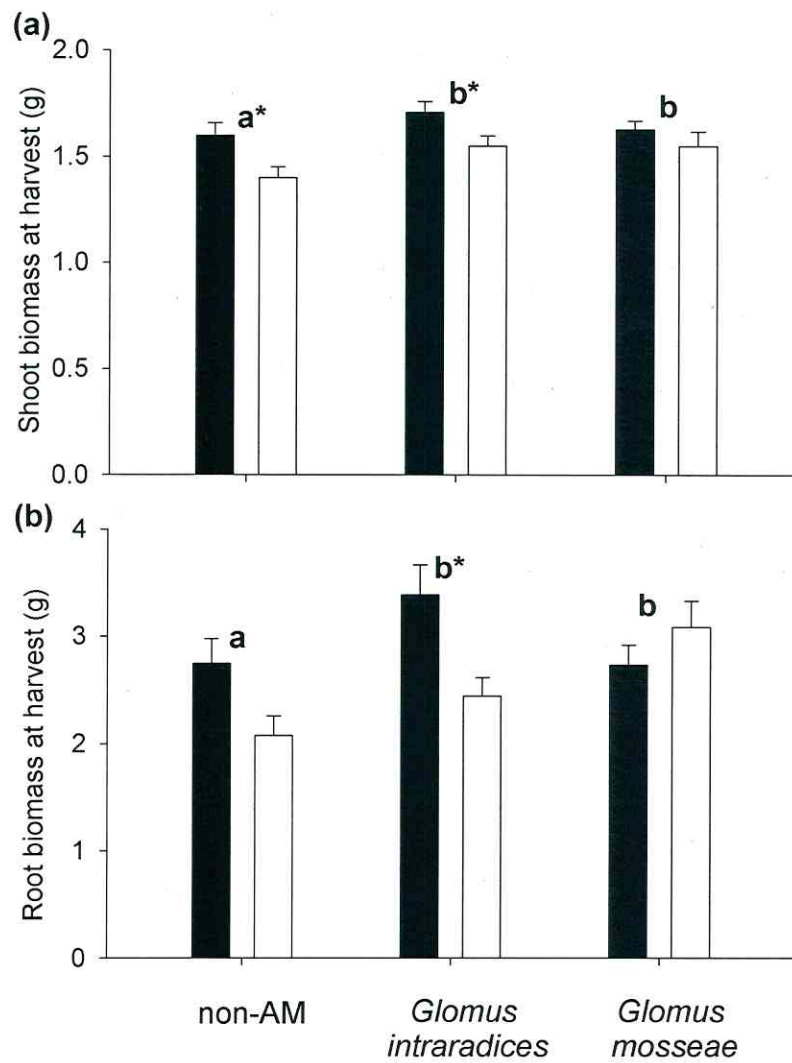 (a)
Shoot biomass at harvest (g)
2.0
1.5
1.0
0.5
0.0
a*
b*
b
(b)
Root biomass at harvest (g)
4
3
2
1
0
a
b*
b
non-AM
Glomus
intraradices
Glomus
mosseae